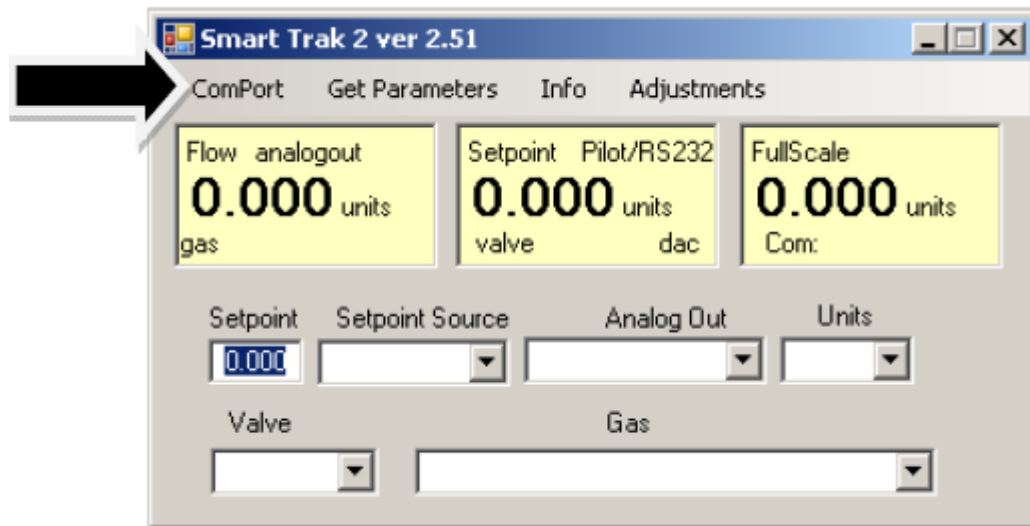 Smart Trak 2 ver 2.51
ComPort Get Parameters Info Adjustments
Flow analogout
0.000 units
gas
Setpoint Pilot/RS232
0.000 units
valve dac
FullScale
0.000 units
Com:
Setpoint Setpoint Source Analog Out Units
0.000
Valve Gas